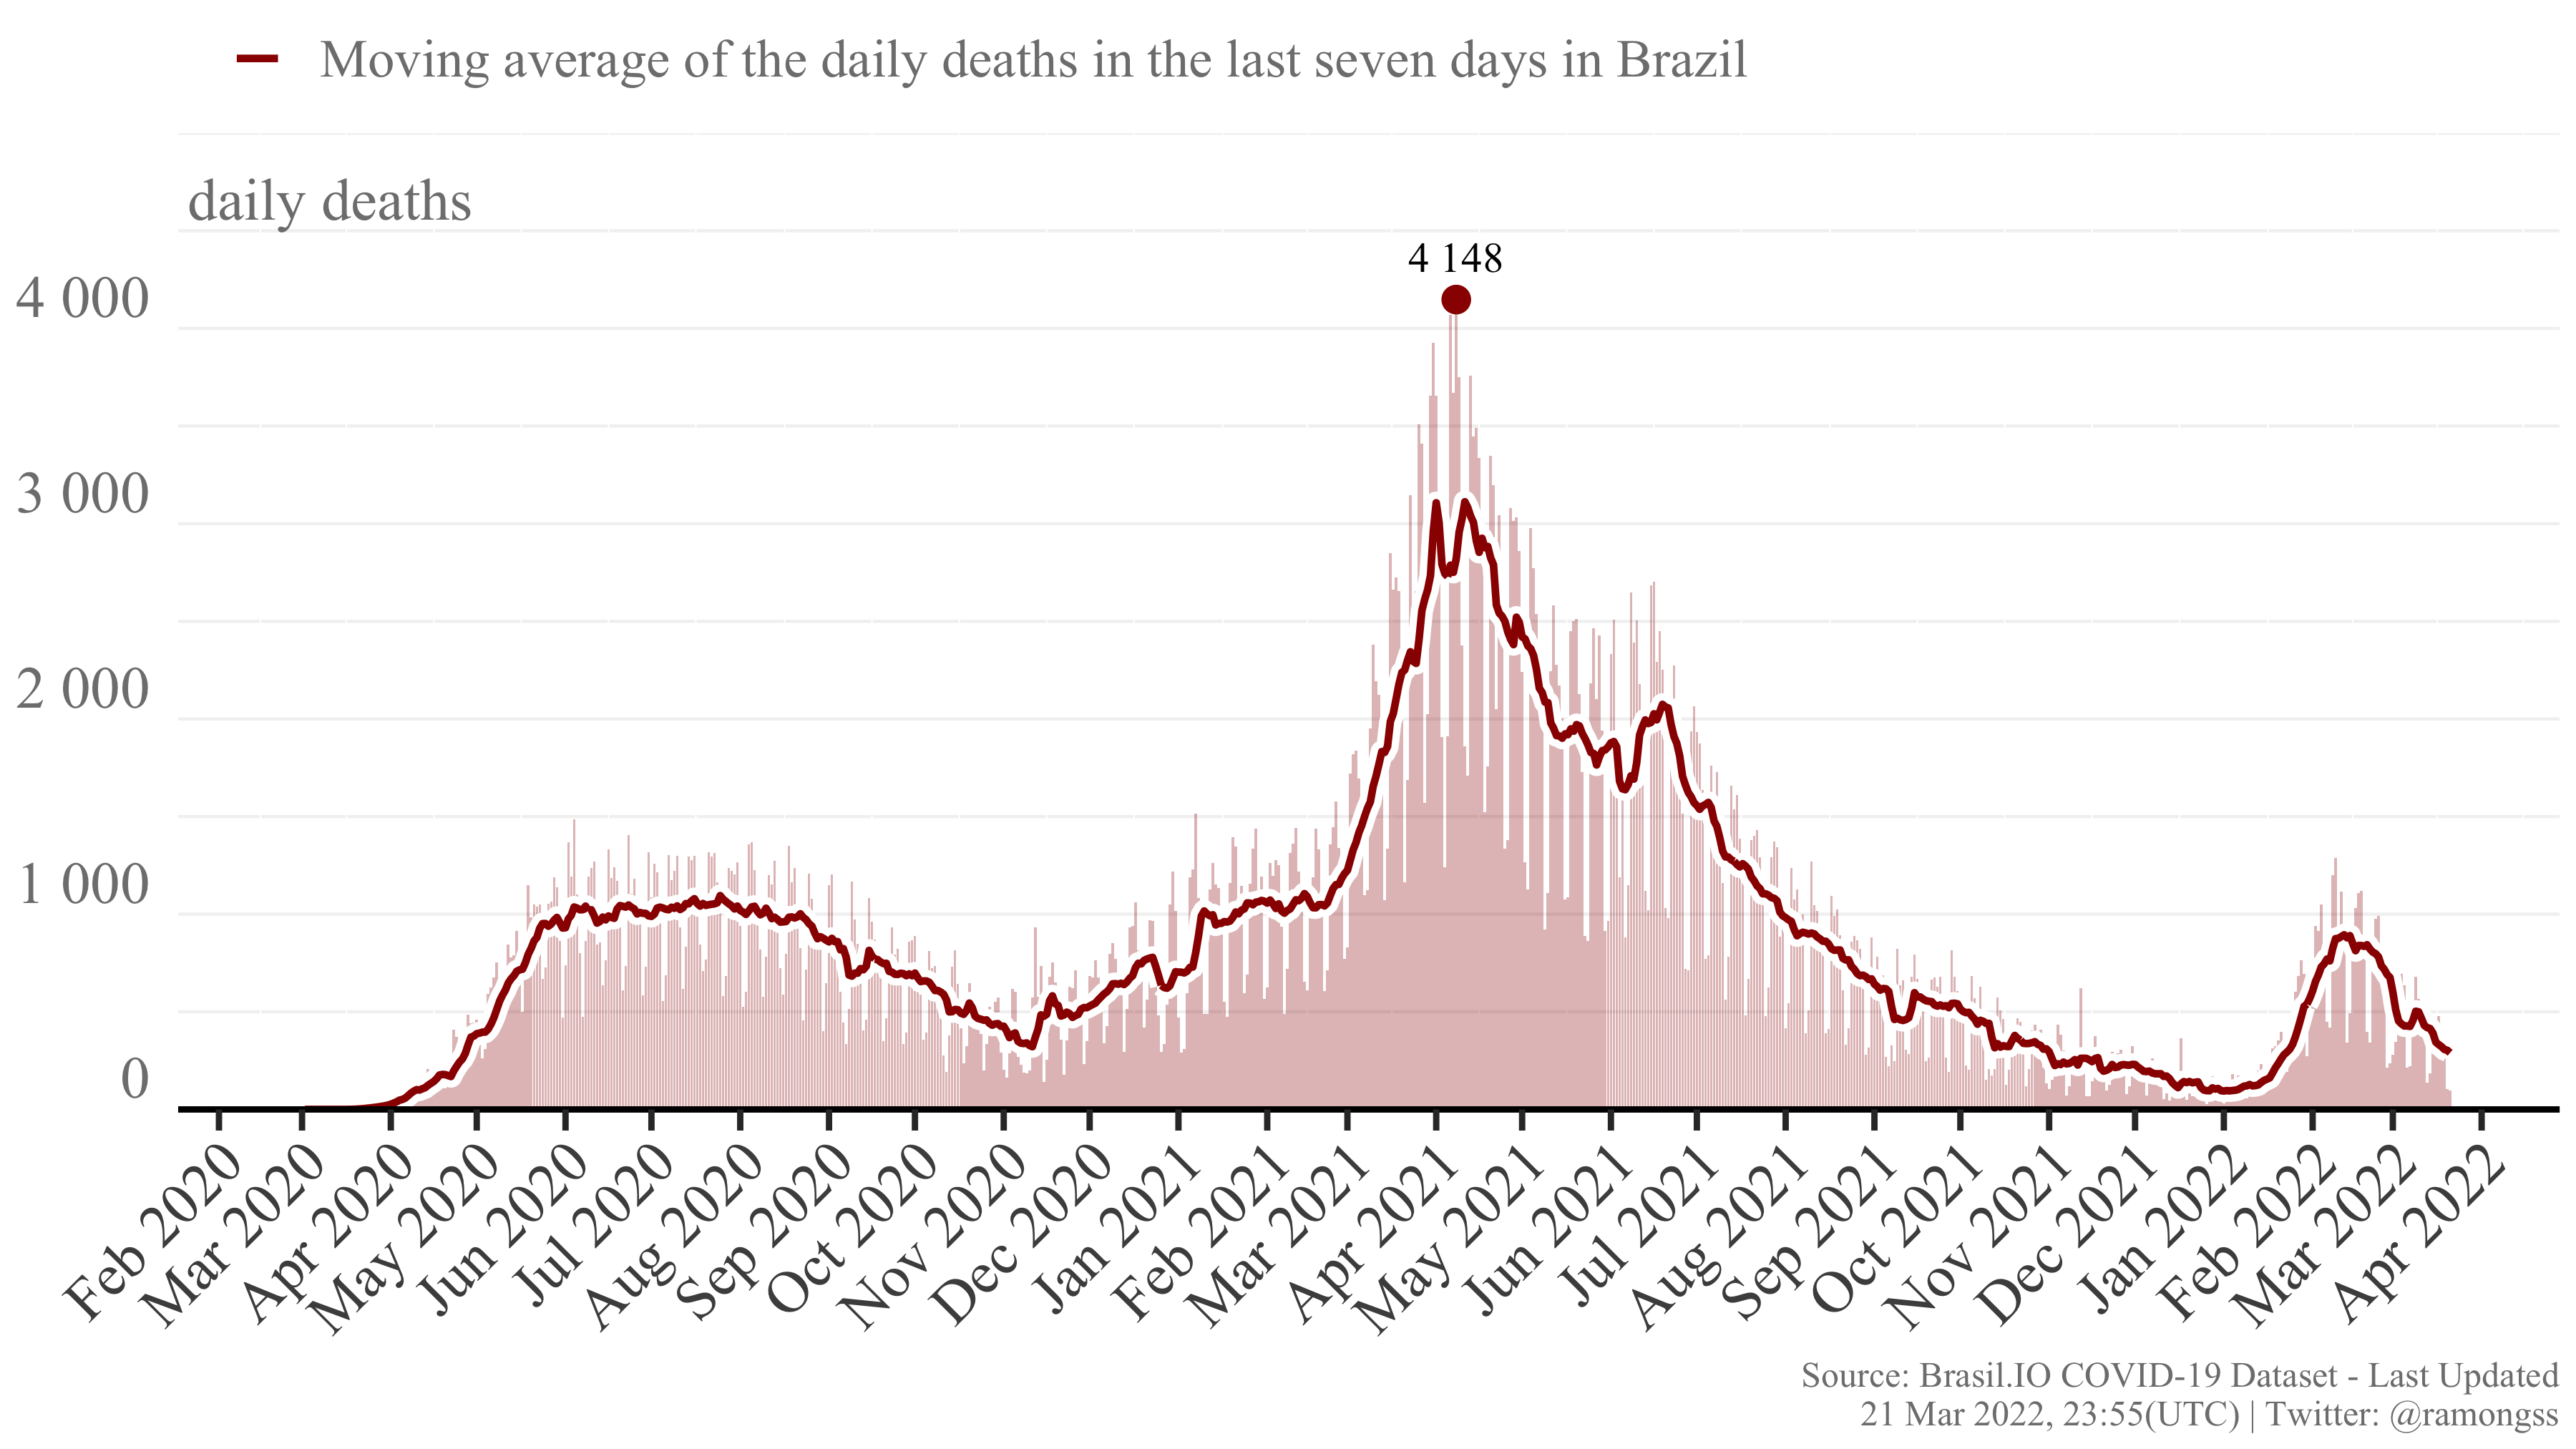 Moving average of the daily deaths in the last seven days in Brazil
daily deaths
4 148
4 000
3 000
2 000
1 000
0
Feb 2020
Mar 2020
Apr 2020
May 2020
Jun 2020
Jul 2020
Aug 2020
Sep 2020
Oct 2020
Nov 2020
Dec 2020
Jan 2021
Feb 2021
Mar 2021
Apr 2021
May 2021
Jun 2021
Jul 2021
Aug 2021
Sep 2021
Oct 2021
Nov 2021
Dec 2021
Jan 2022
Feb 2022
Mar 2022
Apr 2022
Source: Brasil.IO COVID-19 Dataset - Last Updated
21 Mar 2022, 23:55(UTC) | Twitter: @ramongss